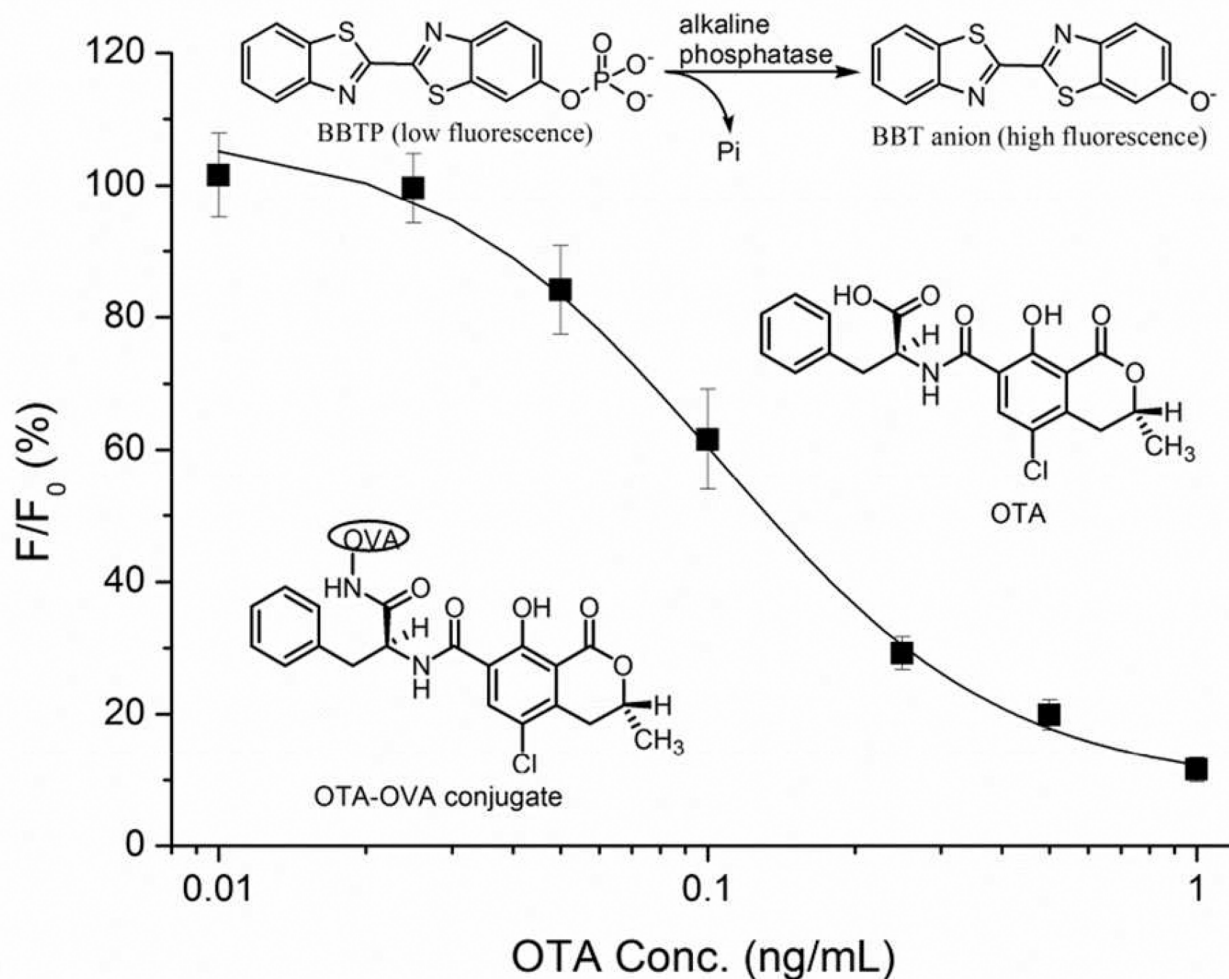 alkaline
phosphatase
S
N
N
S
O
O
P
O⁻
O⁻
BBTP (low fluorescence)
Pi
S
N
N
S
O⁻
BBT anion (high fluorescence)
120
100
80
60
40
20
0
F/F₀ (%)
HO
O
H
N
H
O
OH
O
O
H
CH₃
Cl
OTA
OVA
HN
O
H
N
H
O
OH
O
O
H
CH₃
Cl
OTA-OVA conjugate
0.01
0.1
1
OTA Conc. (ng/mL)